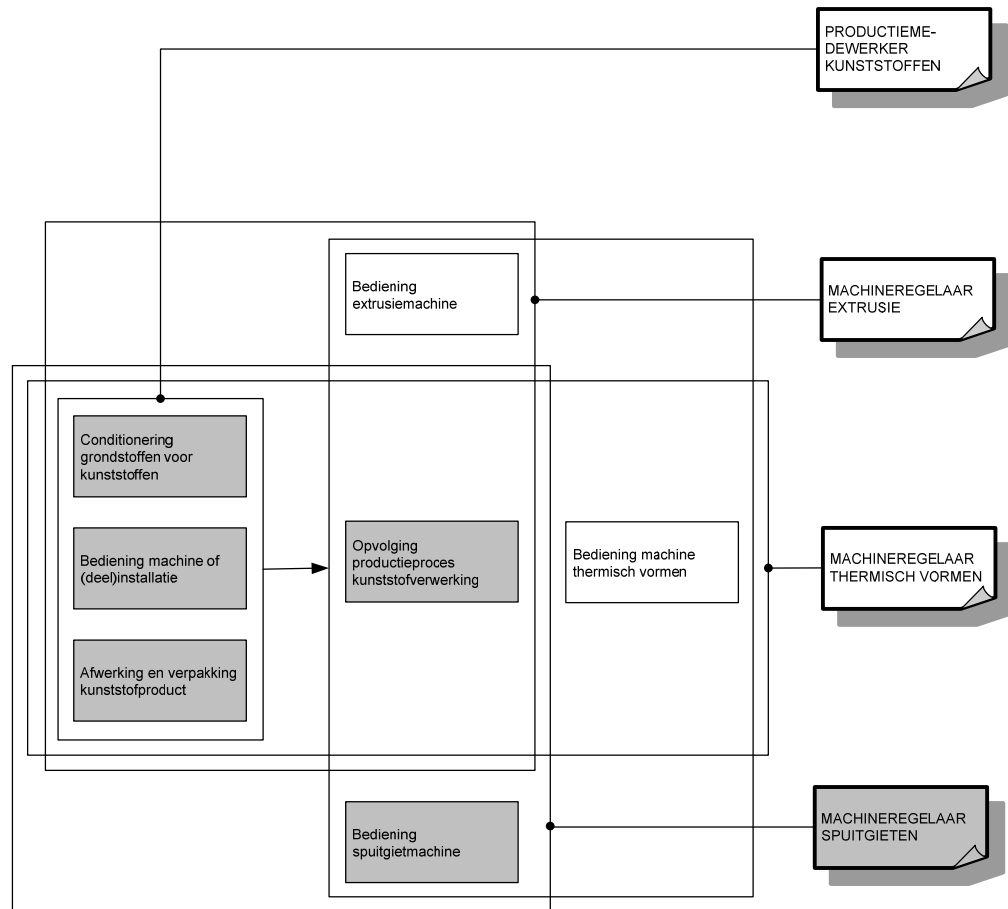 PRODUCTIEME-
DEWERKER
KUNSTSTOFFEN
Bediening
extrusiemachine
MACHINEREGELAAR
EXTRUSIE
Conditionering
grondstoffen voor
kunststoffen
Bediening machine of
(deel)installatie
Opvolging
productieproces
kunststofverwerking
Bediening machine
thermisch vormen
MACHINEREGELAAR
THERMISCH VORMEN
Afwerking en verpakking
kunststofproduct
Bediening
spuitgietmachine
MACHINEREGELAAR
SPUITGIETEN